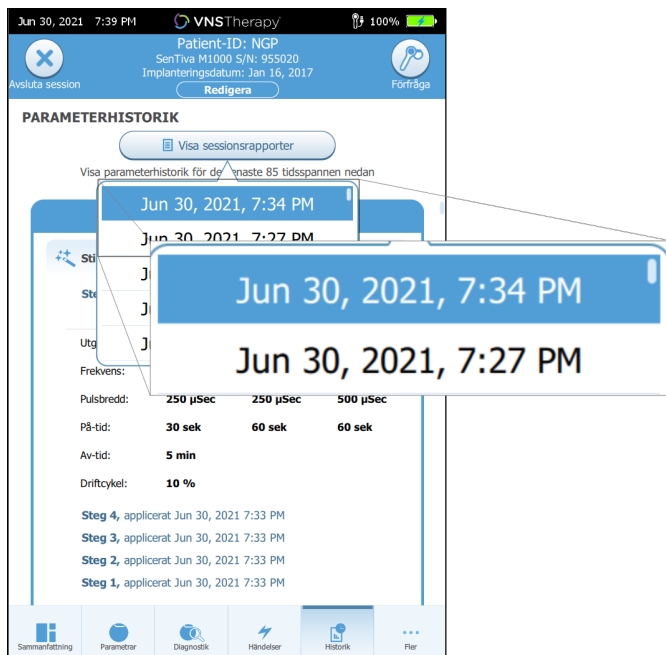 Jun 30, 2021 7:39 PM VNSTherapy 100%
Patient-ID: NGP
SenTiva M1000 S/N: 955020
Implanteringsdatum: Jan 16, 2017
Avsluta session Redigera Förfråga
PARAMETERHISTORIK
Visa sessionsrapporter
Visa parameterhistorik för de enaste 85 tidsspannen nedan
Jun 30, 2021, 7:34 PM
Jun 30, 2021, 7:27 PM
Jun 30, 2021, 7:34 PM
Jun 30, 2021, 7:27 PM
Sti
Ste
Utg
Frekvens:
Pulsbredd: 250 µSec 250 µSec 500 µSec
På-tid: 30 sek 60 sek 60 sek
Av-tid: 5 min
Driftcykel: 10 %
Steg 4, applicerat Jun 30, 2021 7:33 PM
Steg 3, applicerat Jun 30, 2021 7:33 PM
Steg 2, applicerat Jun 30, 2021 7:33 PM
Steg 1, applicerat Jun 30, 2021 7:33 PM
Sammanfattning Parametrar Diagnostik Händelser Historik Fler